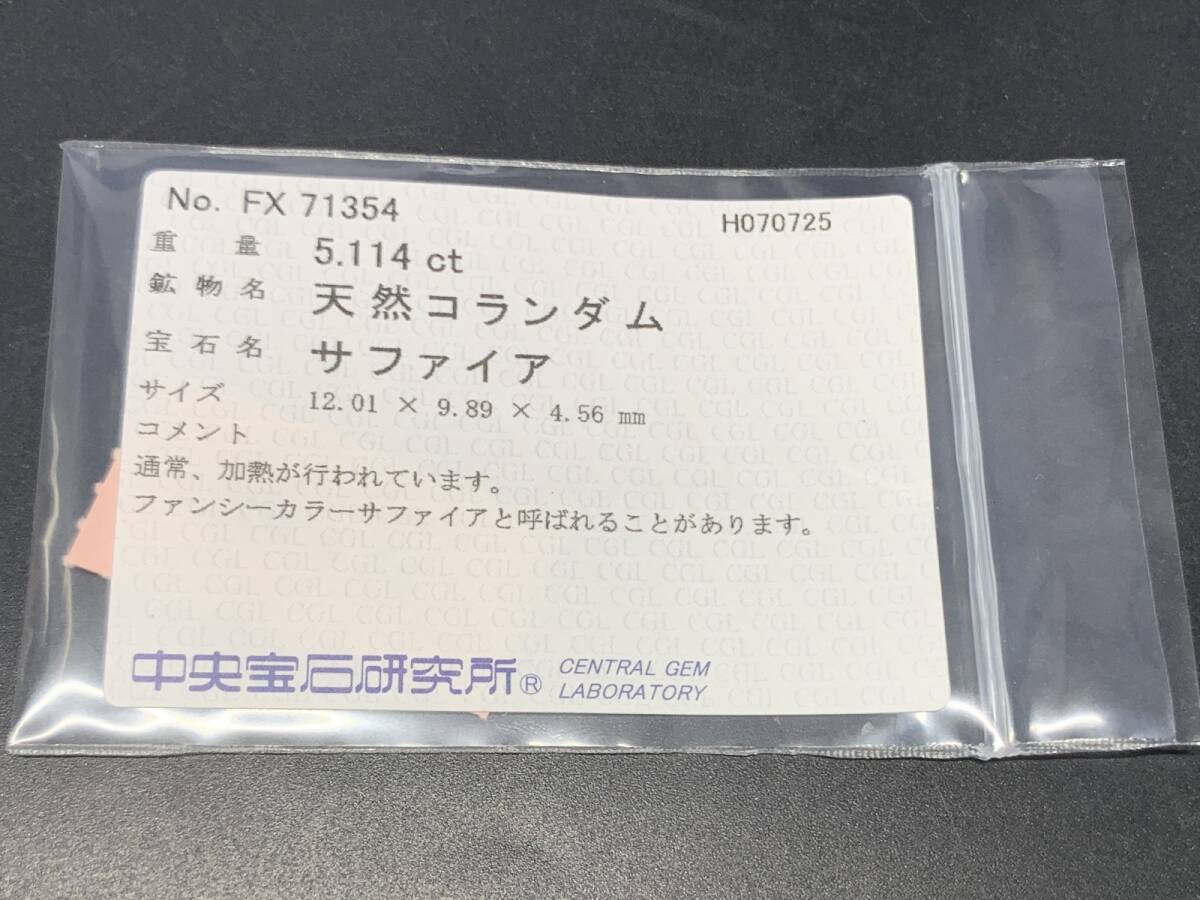 No. FX 71354 H070725
重量 5.114 ct
鉱物名 天然コランダム
宝石名 サファイア
サイズ 12.01 × 9.89 × 4.56 mm
コメント
通常、加熱が行われています。
ファンシーカラーサファイアと呼ばれることがあります。
中央宝石研究所® CENTRAL GEM
LABORATORY